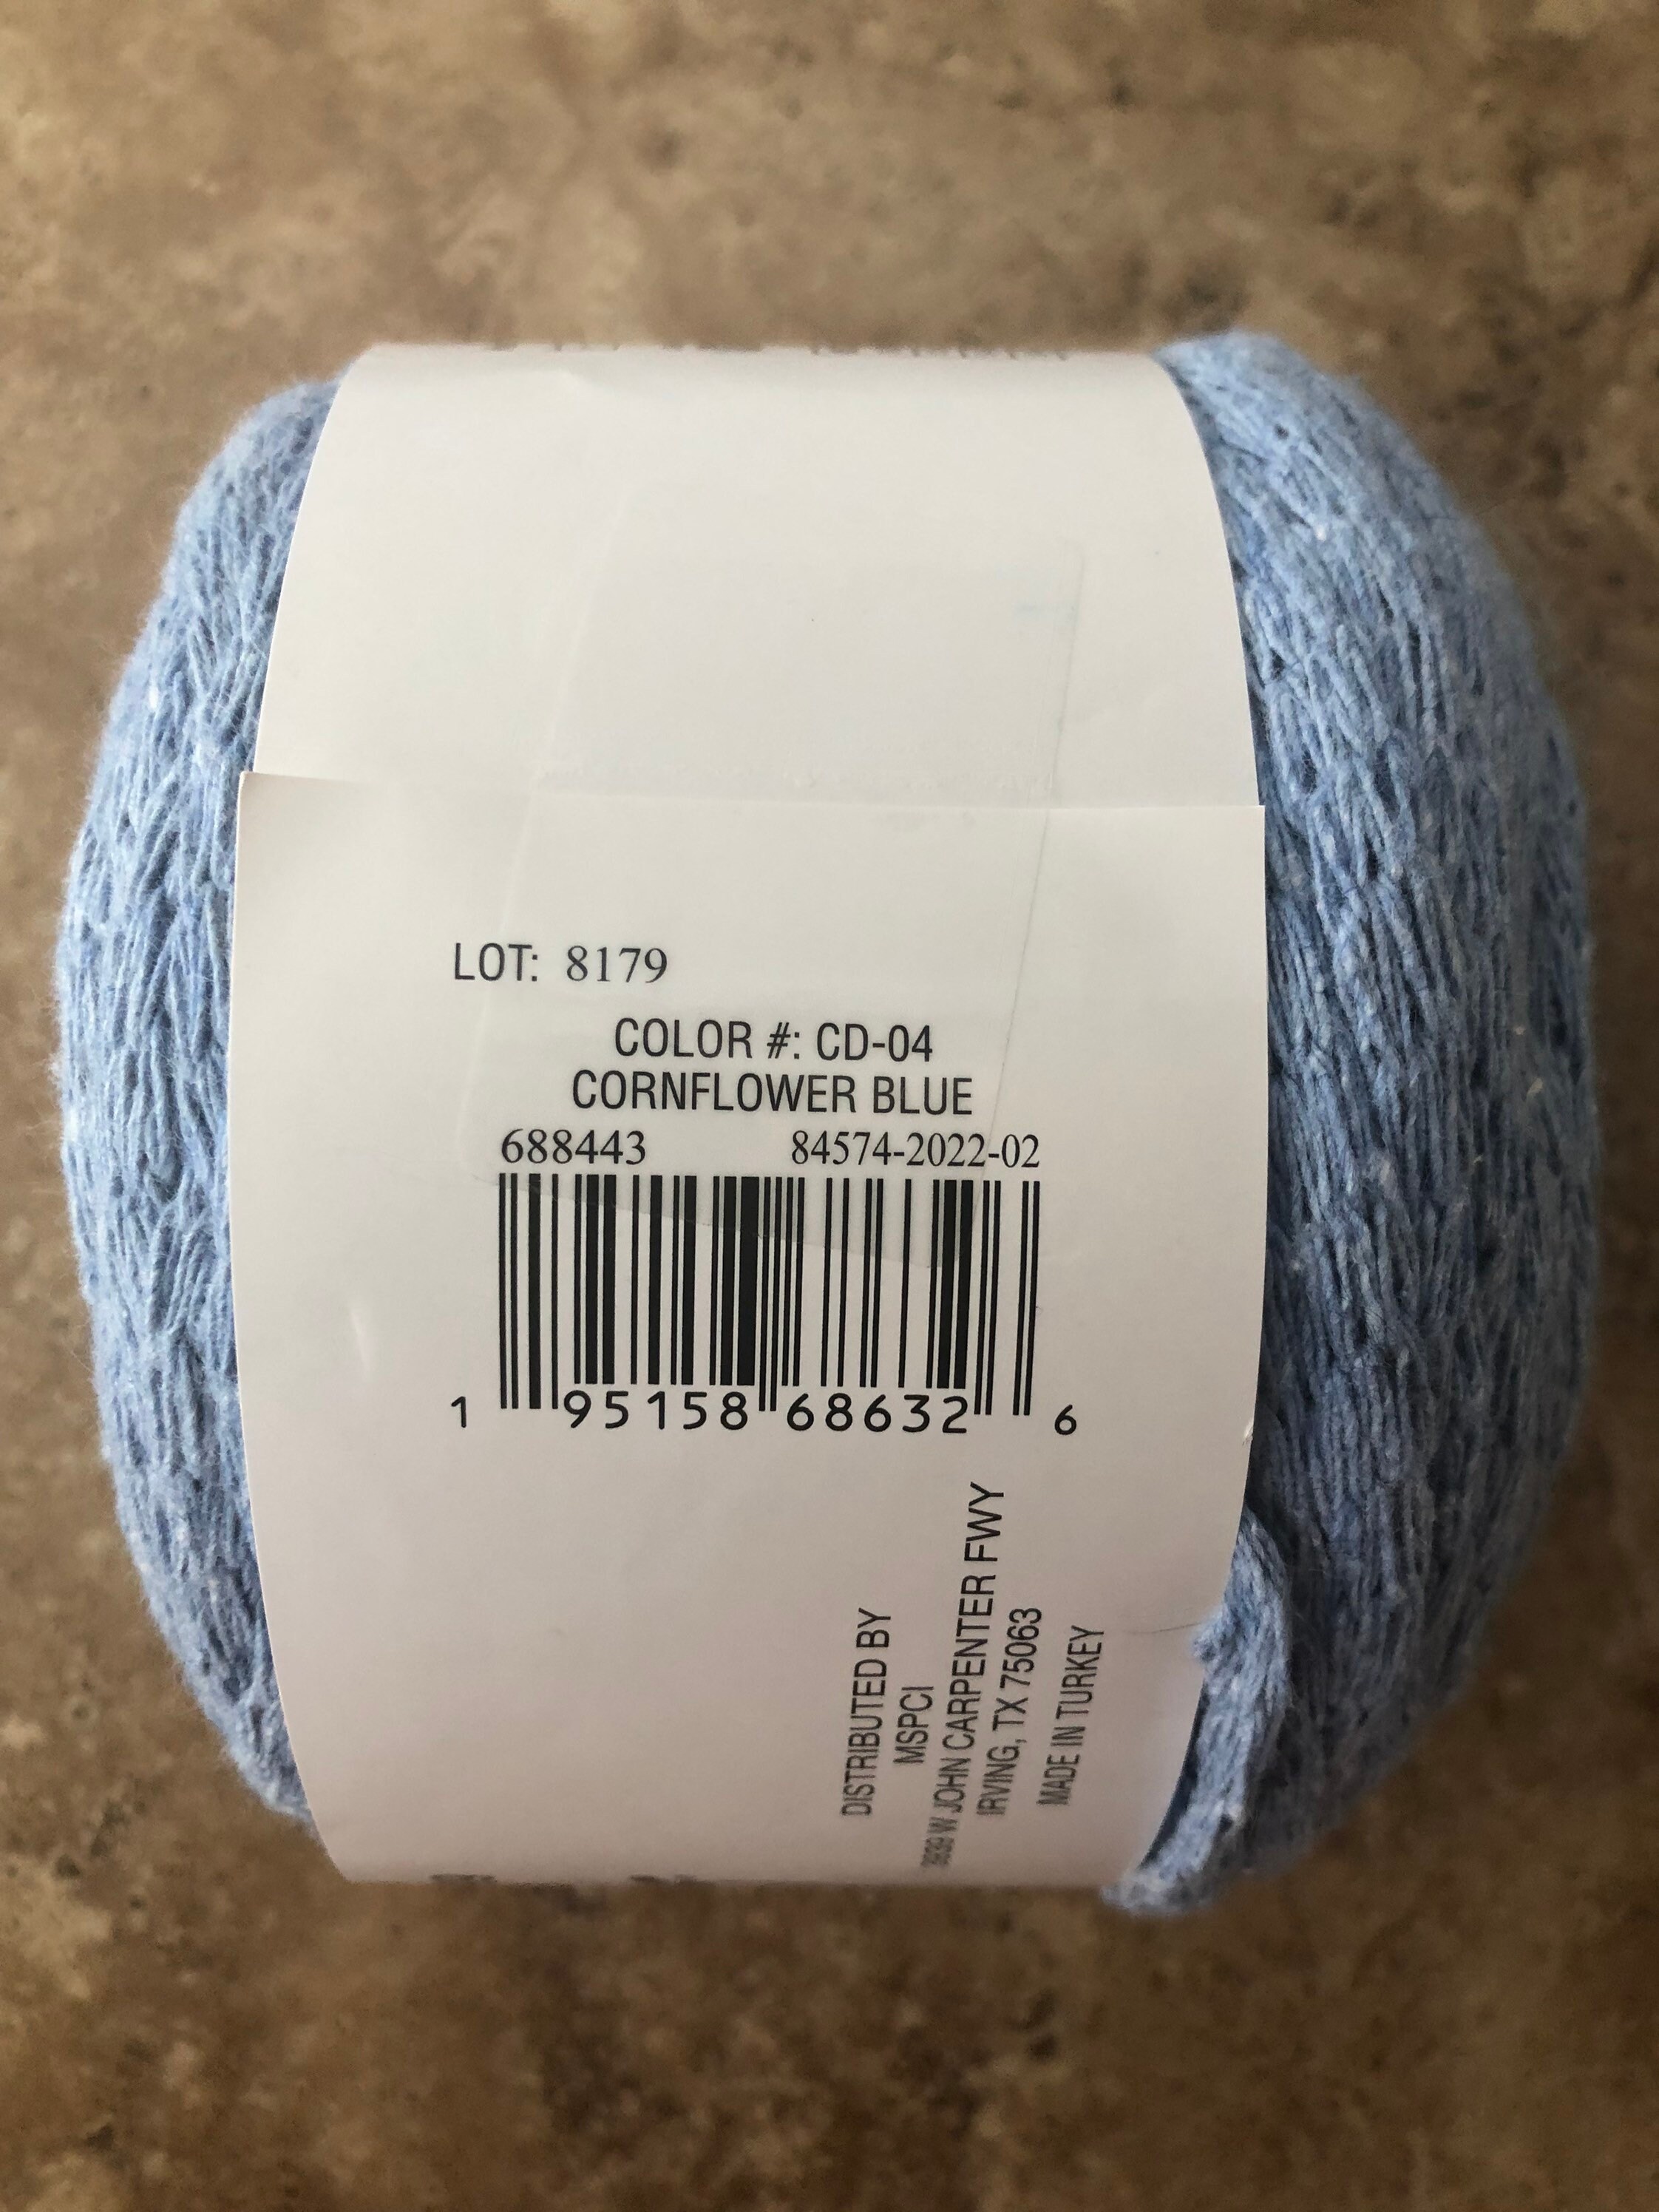 LOT: 8179
COLOR #: CD-04
CORNFLOWER BLUE
688443 84574-2022-02
1 95158 68632 6
DISTRIBUTED BY
MSPCI
3939 W JOHN CARPENTER FWY
IRVING, TX 75063
MADE IN TURKEY